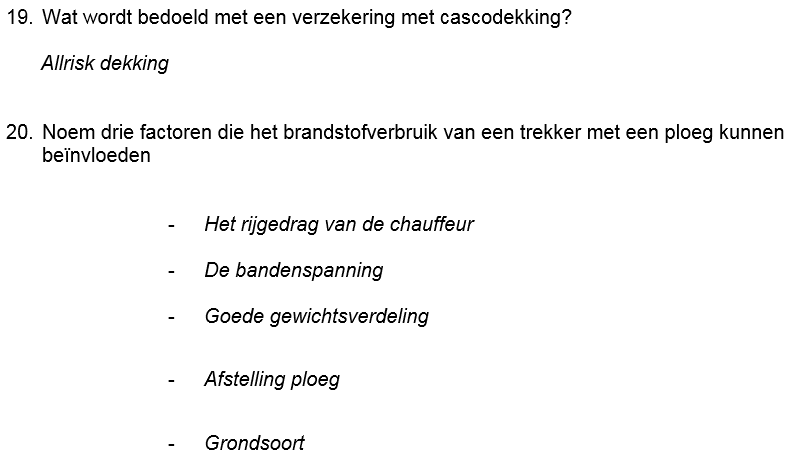 19. Wat wordt bedoeld met een verzekering met cascodekking?
Allrisk dekking
20. Noem drie factoren die het brandstofverbruik van een trekker met een ploeg kunnen
beïnvloeden
- Het rijgedrag van de chauffeur
- De bandenspanning
- Goede gewichtsverdeling
- Afstelling ploeg
- Grondsoort